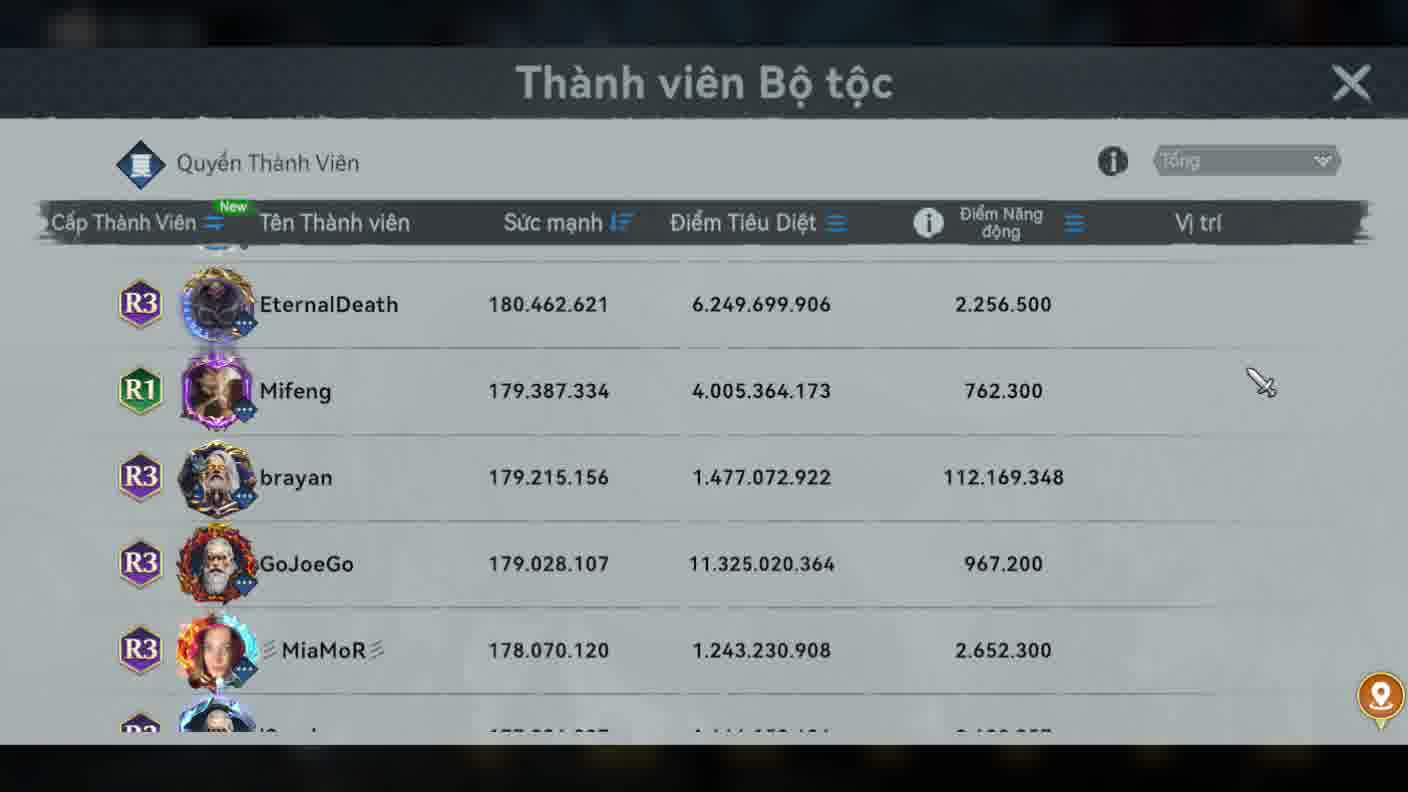 Thành viên Bộ tộc
Quyển Thành Viên
Tổng
New
Cấp Thành Viên Tên Thành viên Sức mạnh Điểm Tiêu Diệt Điểm Năng động Vị trí
R3 EternalDeath 180.462.621 6.249.699.906 2.256.500
R1 Mifeng 179.387.334 4.005.364.173 762.300
R3 brayan 179.215.156 1.477.072.922 112.169.348
R3 GoJoeGo 179.028.107 11.325.020.364 967.200
R3 ⺀MiaMoR⺀ 178.070.120 1.243.230.908 2.652.300